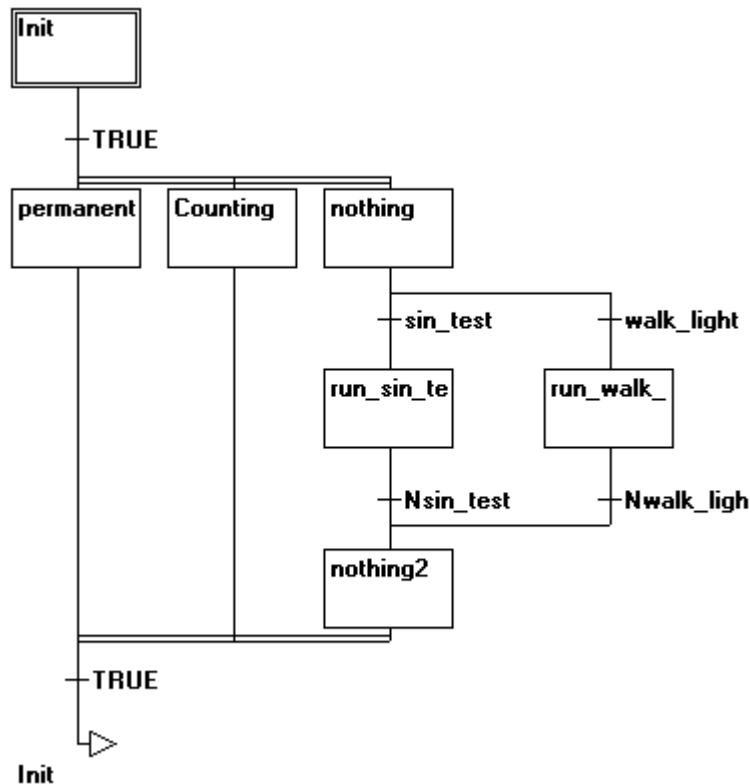 Init
TRUE
permanent
Counting
nothing
sin_test
walk_light
run_sin_te
run_walk_
Nsin_test
Nwalk_ligh
nothing2
TRUE
Init